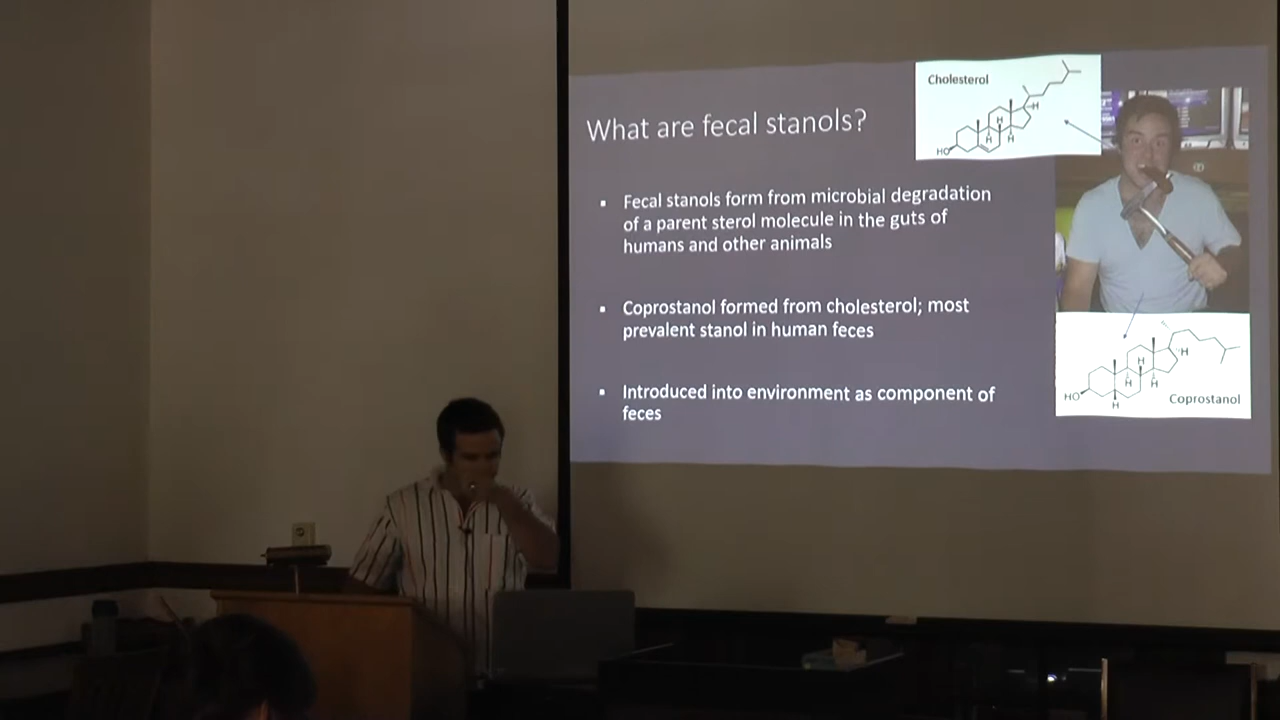 Cholesterol
H
H
H
H
HO
What are fecal stanols?
▪ Fecal stanols form from microbial degradation
of a parent sterol molecule in the guts of
humans and other animals
▪ Coprostanol formed from cholesterol; most
prevalent stanol in human feces
▪ Introduced into environment as component of
feces
H
H
H
H
HO
H
Coprostanol